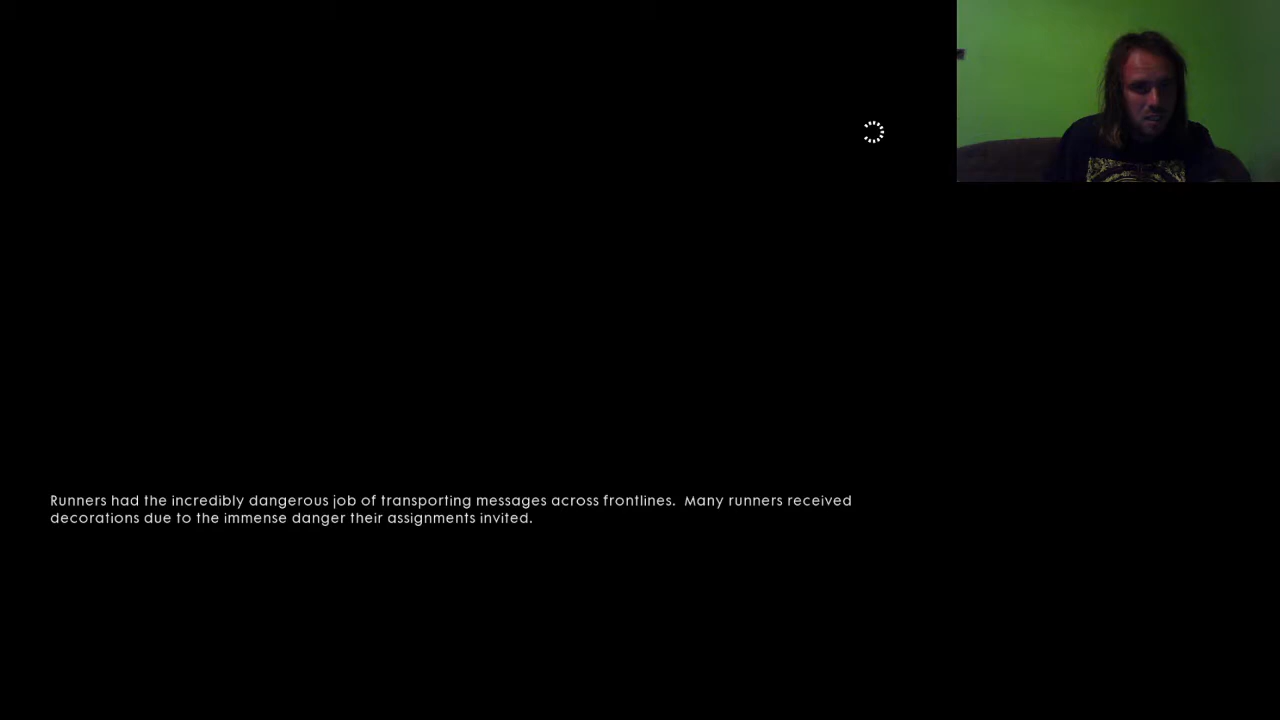 Runners had the incredibly dangerous job of transporting messages across frontlines.  Many runners received
decorations due to the immense danger their assignments invited.